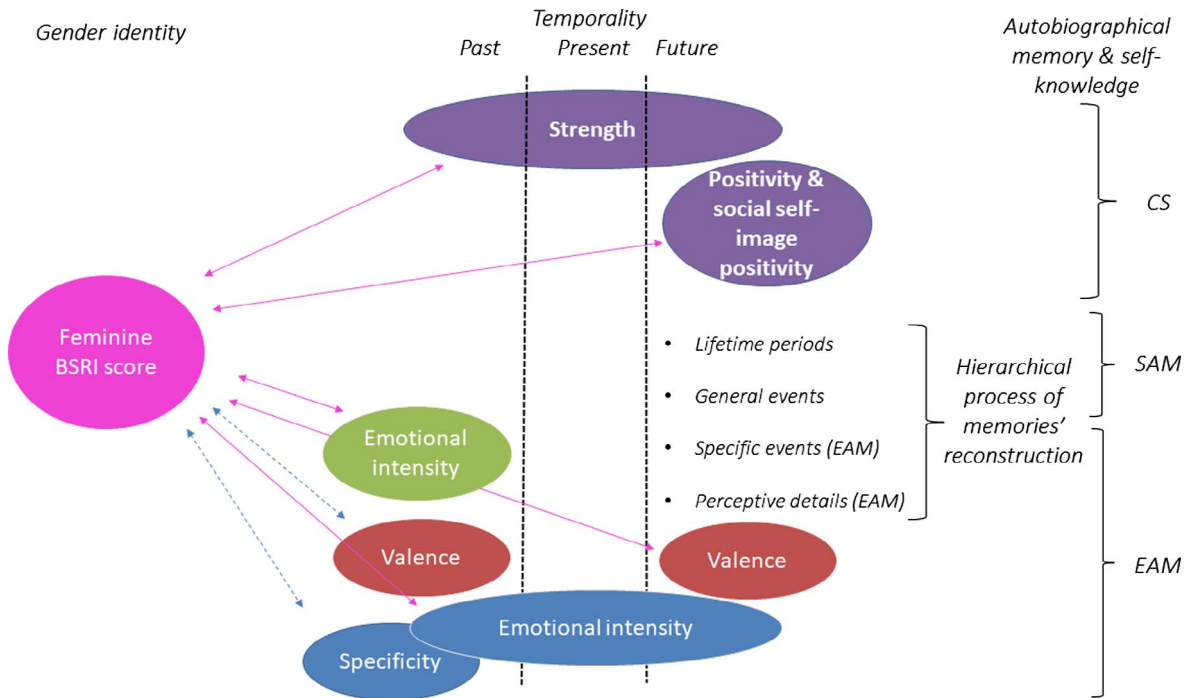 Gender identity
Temporality
Past
Present
Future
Autobiographical
memory & self-
knowledge
Strength
Positivity &
social self-
image
positivity
CS
Feminine
BSRI score
• Lifetime periods
• General events
• Specific events (EAM)
• Perceptive details (EAM)
Hierarchical
process of
memories'
reconstruction
SAM
Emotional
intensity
Valence
Valence
EAM
Emotional intensity
Specificity